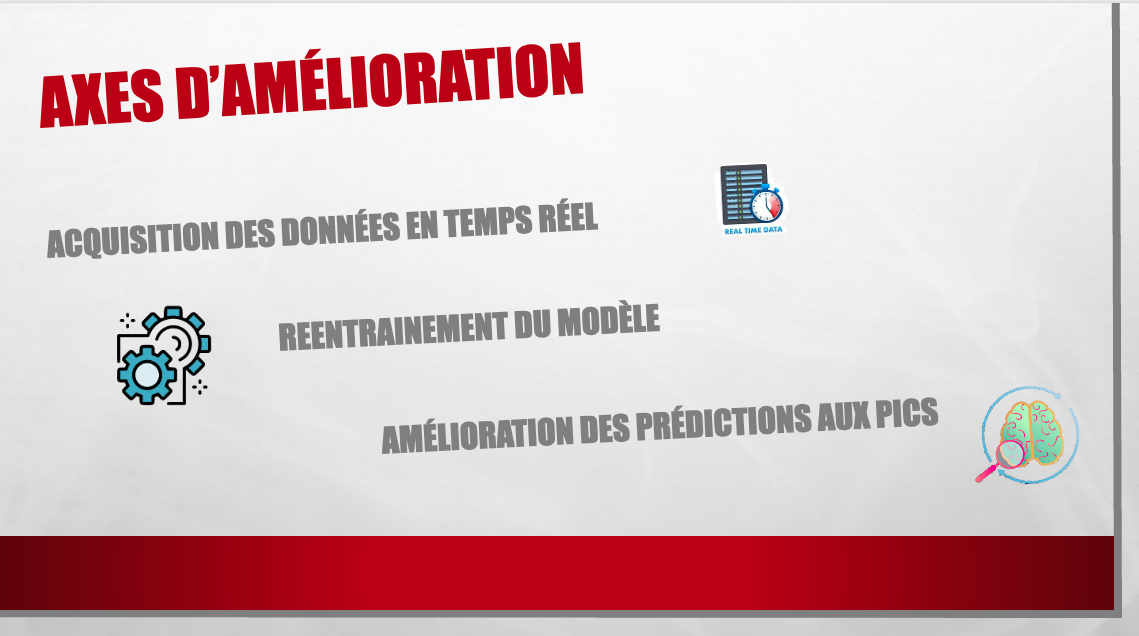 AXES D’AMÉLIORATION
ACQUISITION DES DONNÉES EN TEMPS RÉEL
REAL TIME DATA
REENTRAINEMENT DU MODÈLE
AMÉLIORATION DES PRÉDICTIONS AUX PICS